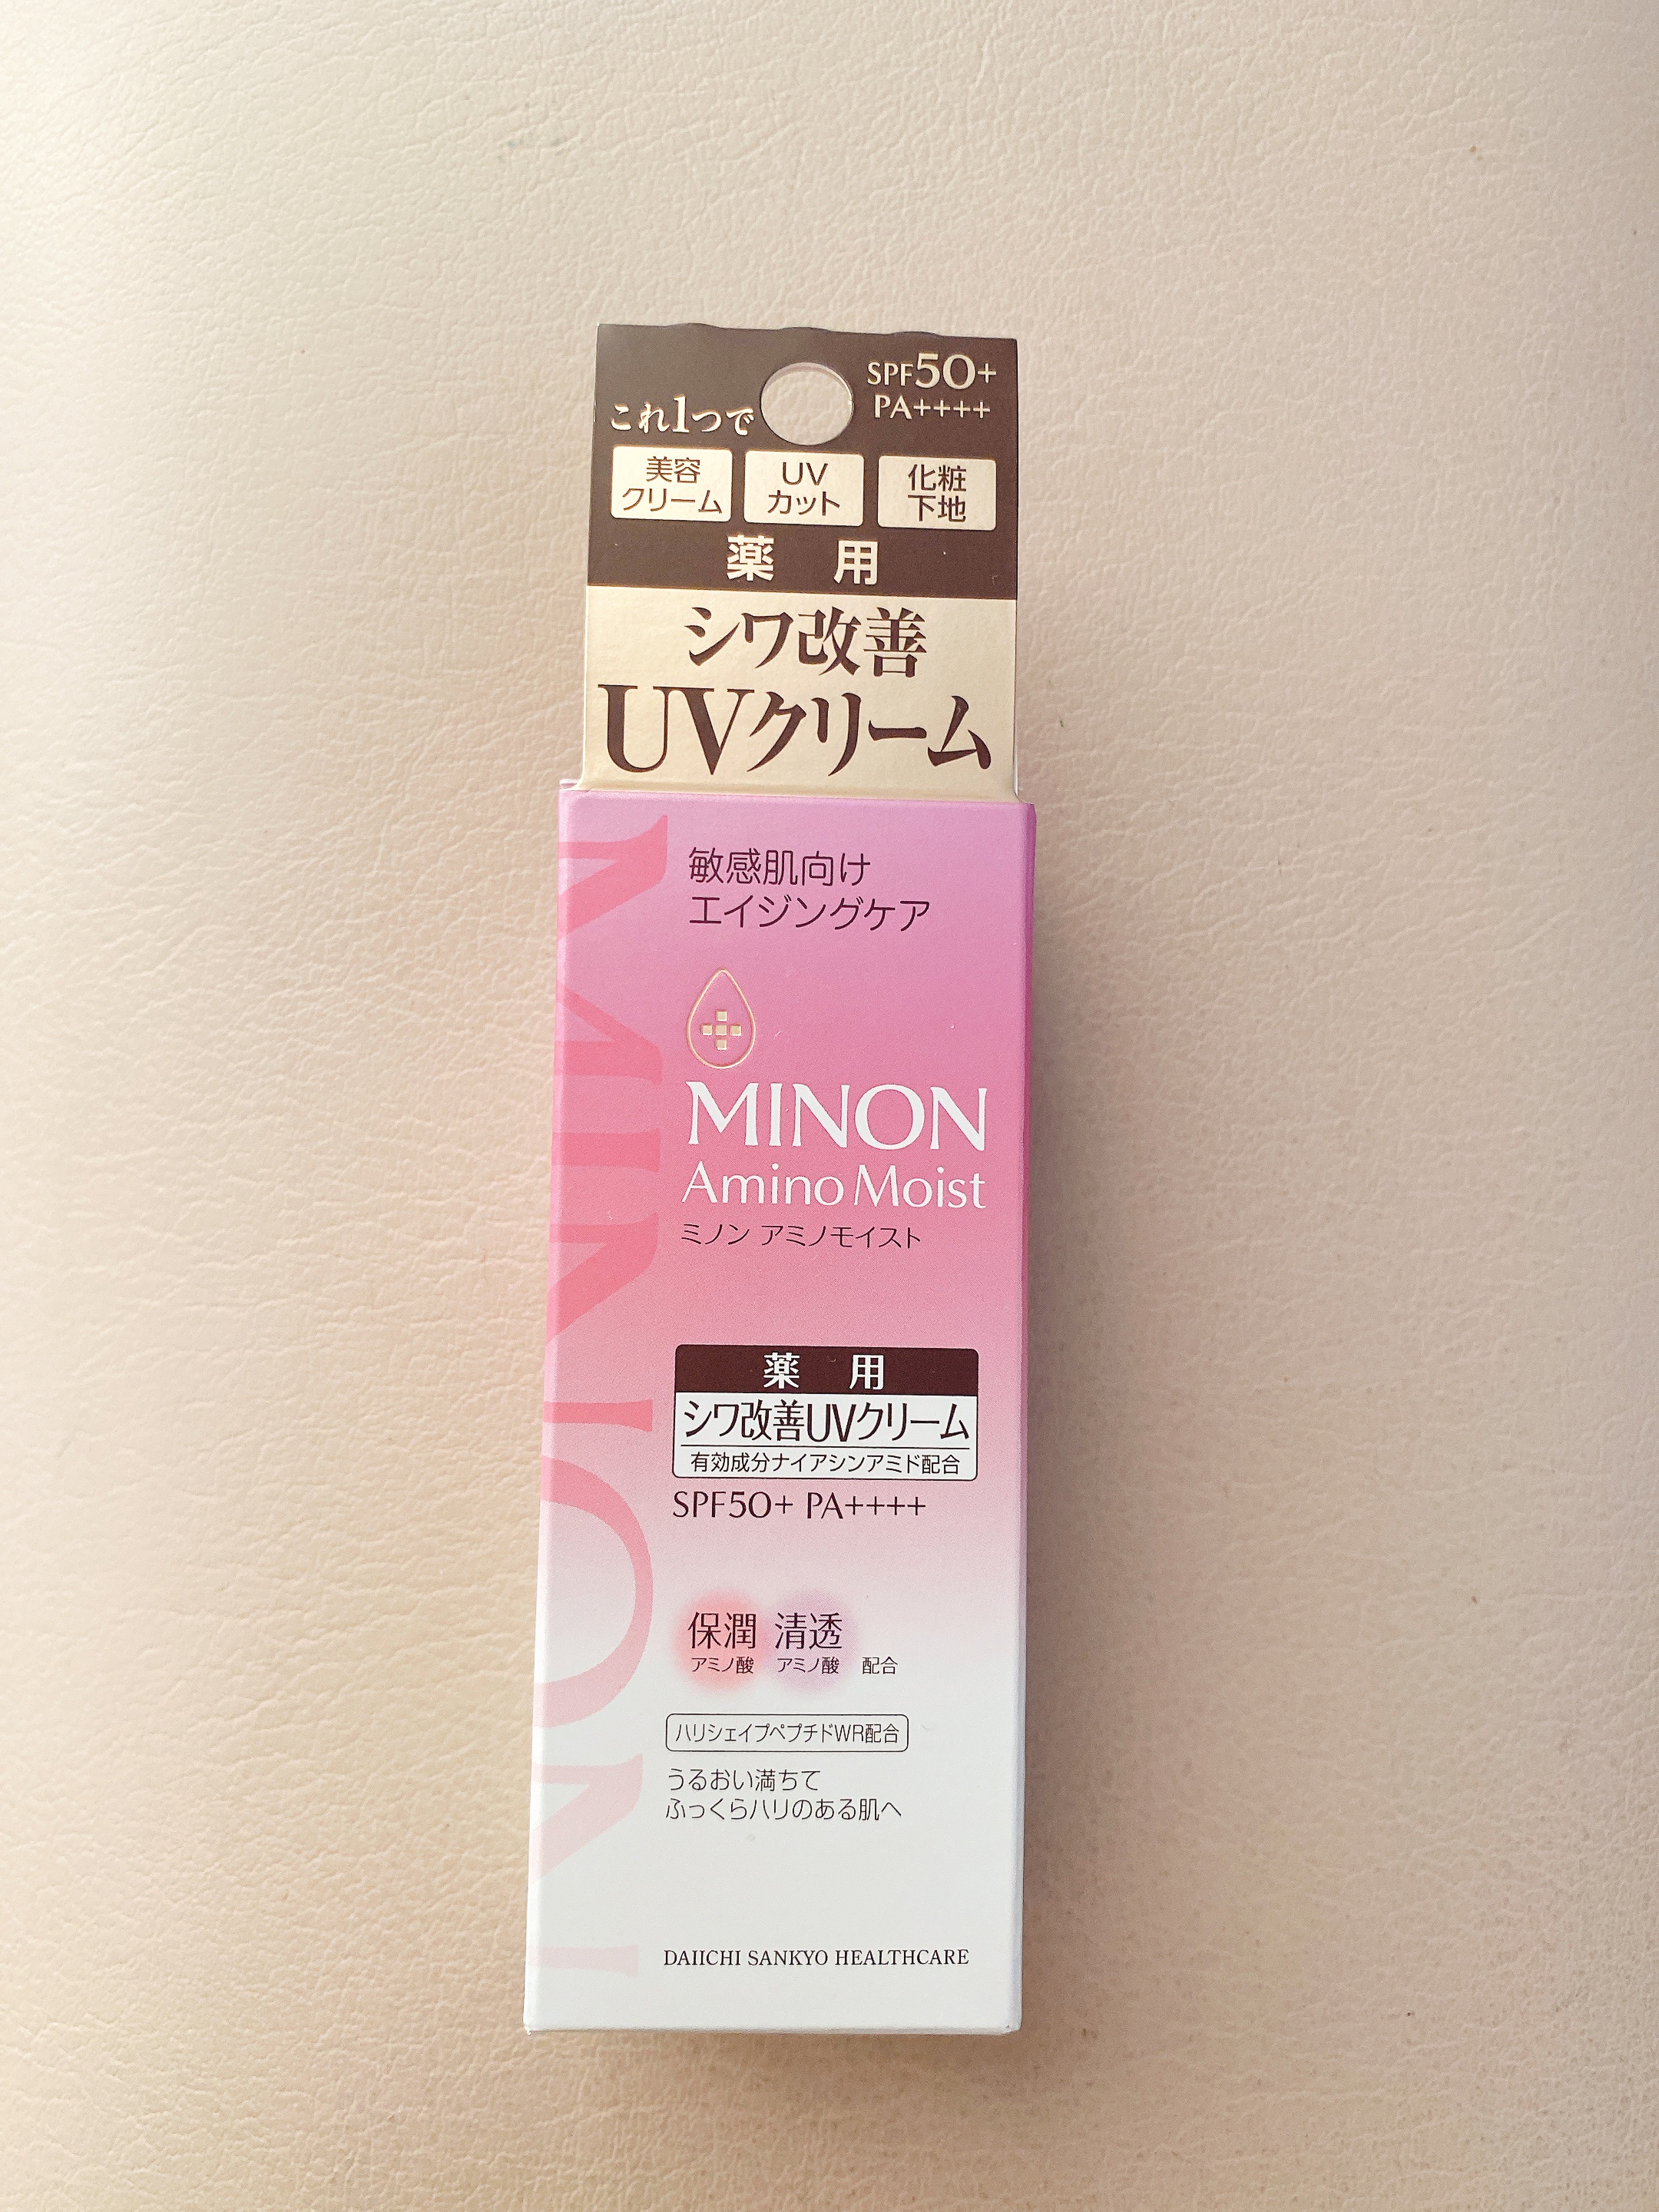 SPF50+
PA++++
これ1つで
美容
クリーム
UV
カット
化粧
下地
薬 用
シワ改善
UVクリーム
敏感肌向け
エイジングケア
MINON
Amino Moist
ミノン アミノモイスト
薬 用
シワ改善UVクリーム
有効成分ナイアシンアミド配合
SPF50+ PA++++
保潤 清透
アミノ酸 アミノ酸 配合
ハリシェイプペプチドWR配合
うるおい満ちて
ふっくらハリのある肌へ
DAIICHI SANKYO HEALTHCARE
MINON